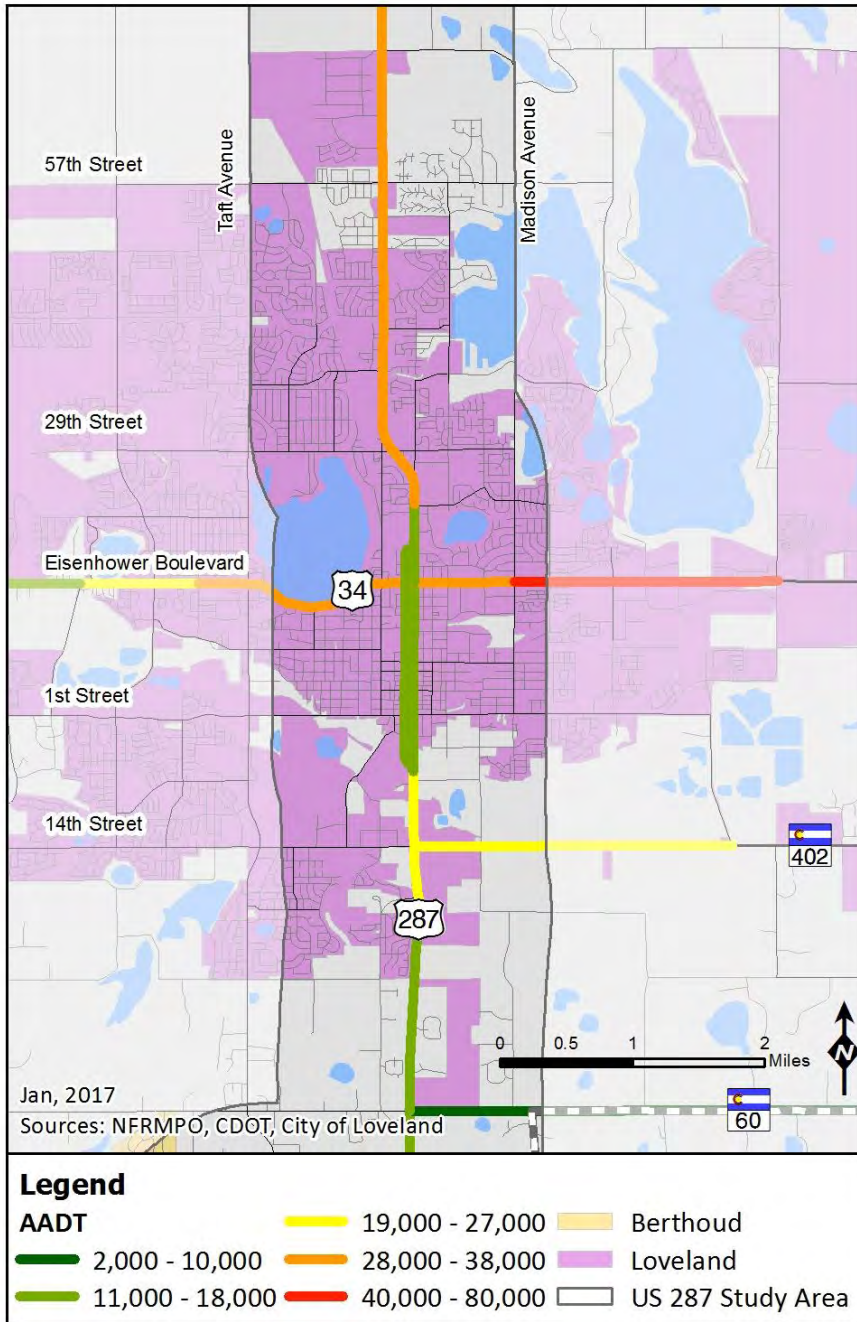 57th Street
Taft Avenue
Madison Avenue
29th Street
Eisenhower Boulevard
34
1st Street
14th Street
402
287
0 0.5 1 2
Miles
N
Jan, 2017
Sources: NFRMPO, CDOT, City of Loveland
60
Legend
AADT
2,000 - 10,000
11,000 - 18,000
19,000 - 27,000
28,000 - 38,000
40,000 - 80,000
Berthoud
Loveland
US 287 Study Area